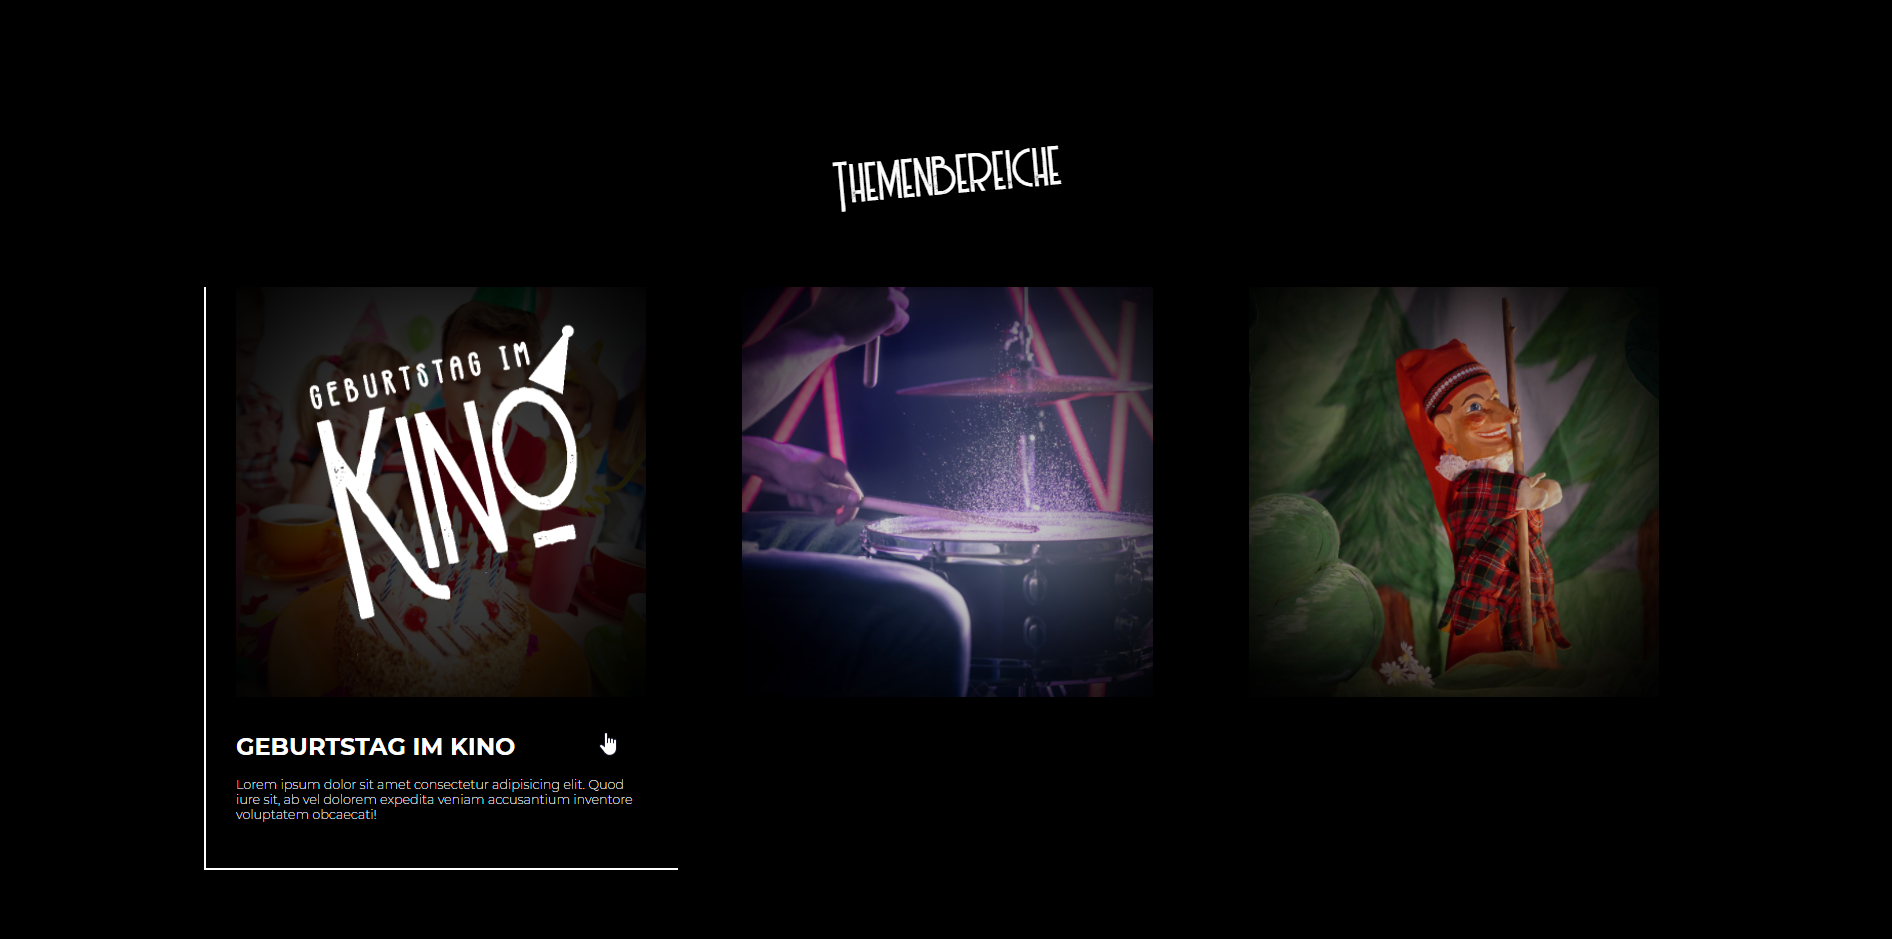 THEMENBEREICHE
GEBURTSTAG IM
KINO
GEBURTSTAG IM KINO
Lorem ipsum dolor sit amet consectetur adipisicing elit. Quod
iure sit, ab vel dolorem expedita veniam accusantium inventore
voluptatem obcaecati!